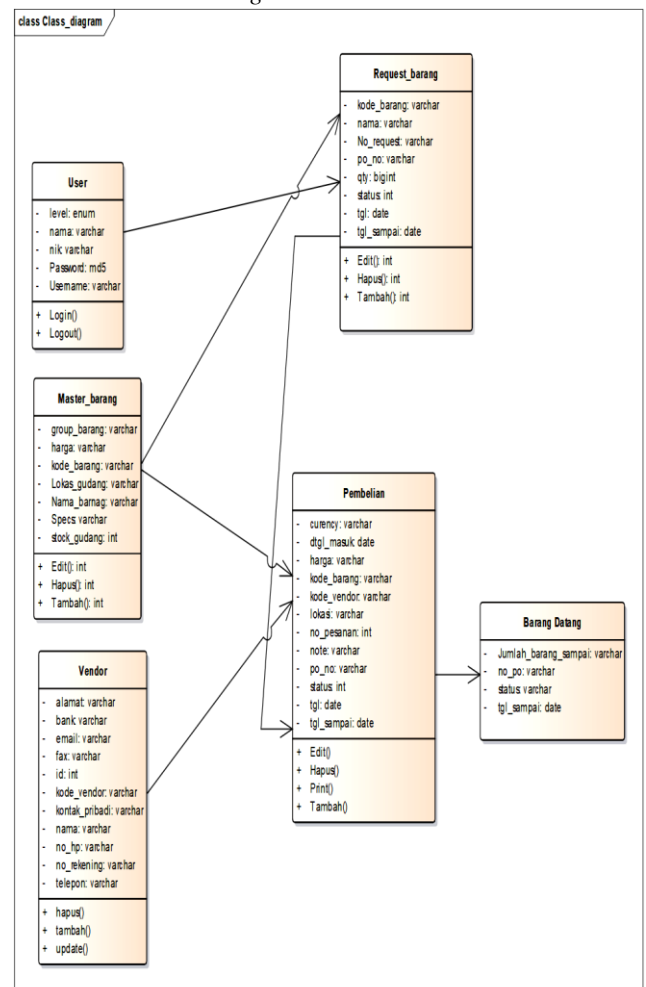 class Class_diagram
Request_barang
- kode_barang: varchar
- nama: varchar
- No_request: varchar
- po_no: varchar
- qty: bigint
- status: int
- tgl: date
- tgl_sampai: date
+ Edit(): int
+ Hapus(): int
+ Tambah(): int
User
- level: enum
- nama: varchar
- nik: varchar
- Password: md5
- Username: varchar
+ Login()
+ Logout()
Master_barang
- group_barang: varchar
- harga: varchar
- kode_barang: varchar
- Lokas_gudang: varchar
- Nama_barnag: varchar
- Specs: varchar
- stock_gudang: int
+ Edit(): int
+ Hapus(): int
+ Tambah(): int
Pembelian
- curency: varchar
- dtgl_masuk: date
- harga: varchar
- kode_barang: varchar
- kode_vendor: varchar
- lokasi: varchar
- no_pesanan: int
- note: varchar
- po_no: varchar
- status: int
- tgl: date
- tgl_sampai: date
+ Edit()
+ Hapus()
+ Print()
+ Tambah()
Barang Datang
- Jumlah_barang_sampai: varchar
- no_po: varchar
- status: varchar
- tgl_sampai: date
Vendor
- alamat: varchar
- bank: varchar
- email: varchar
- fax: varchar
- id: int
- kode_vendor: varchar
- kontak_pribadi: varchar
- nama: varchar
- no_hp: varchar
- no_rekening: varchar
- telepon: varchar
+ hapus()
+ tambah()
+ update()